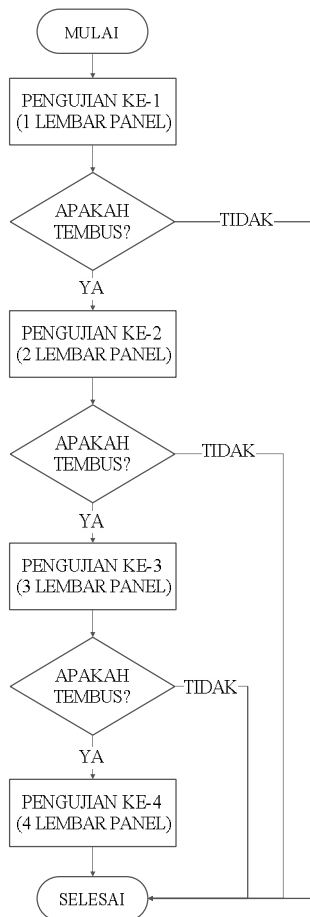 MULAI
PENGUJIAN KE-1
(1 LEMBAR PANEL)
APAKAH
TEMBUS?
TIDAK
YA
PENGUJIAN KE-2
(2 LEMBAR PANEL)
APAKAH
TEMBUS?
TIDAK
YA
PENGUJIAN KE-3
(3 LEMBAR PANEL)
APAKAH
TEMBUS?
TIDAK
YA
PENGUJIAN KE-4
(4 LEMBAR PANEL)
SELESAI